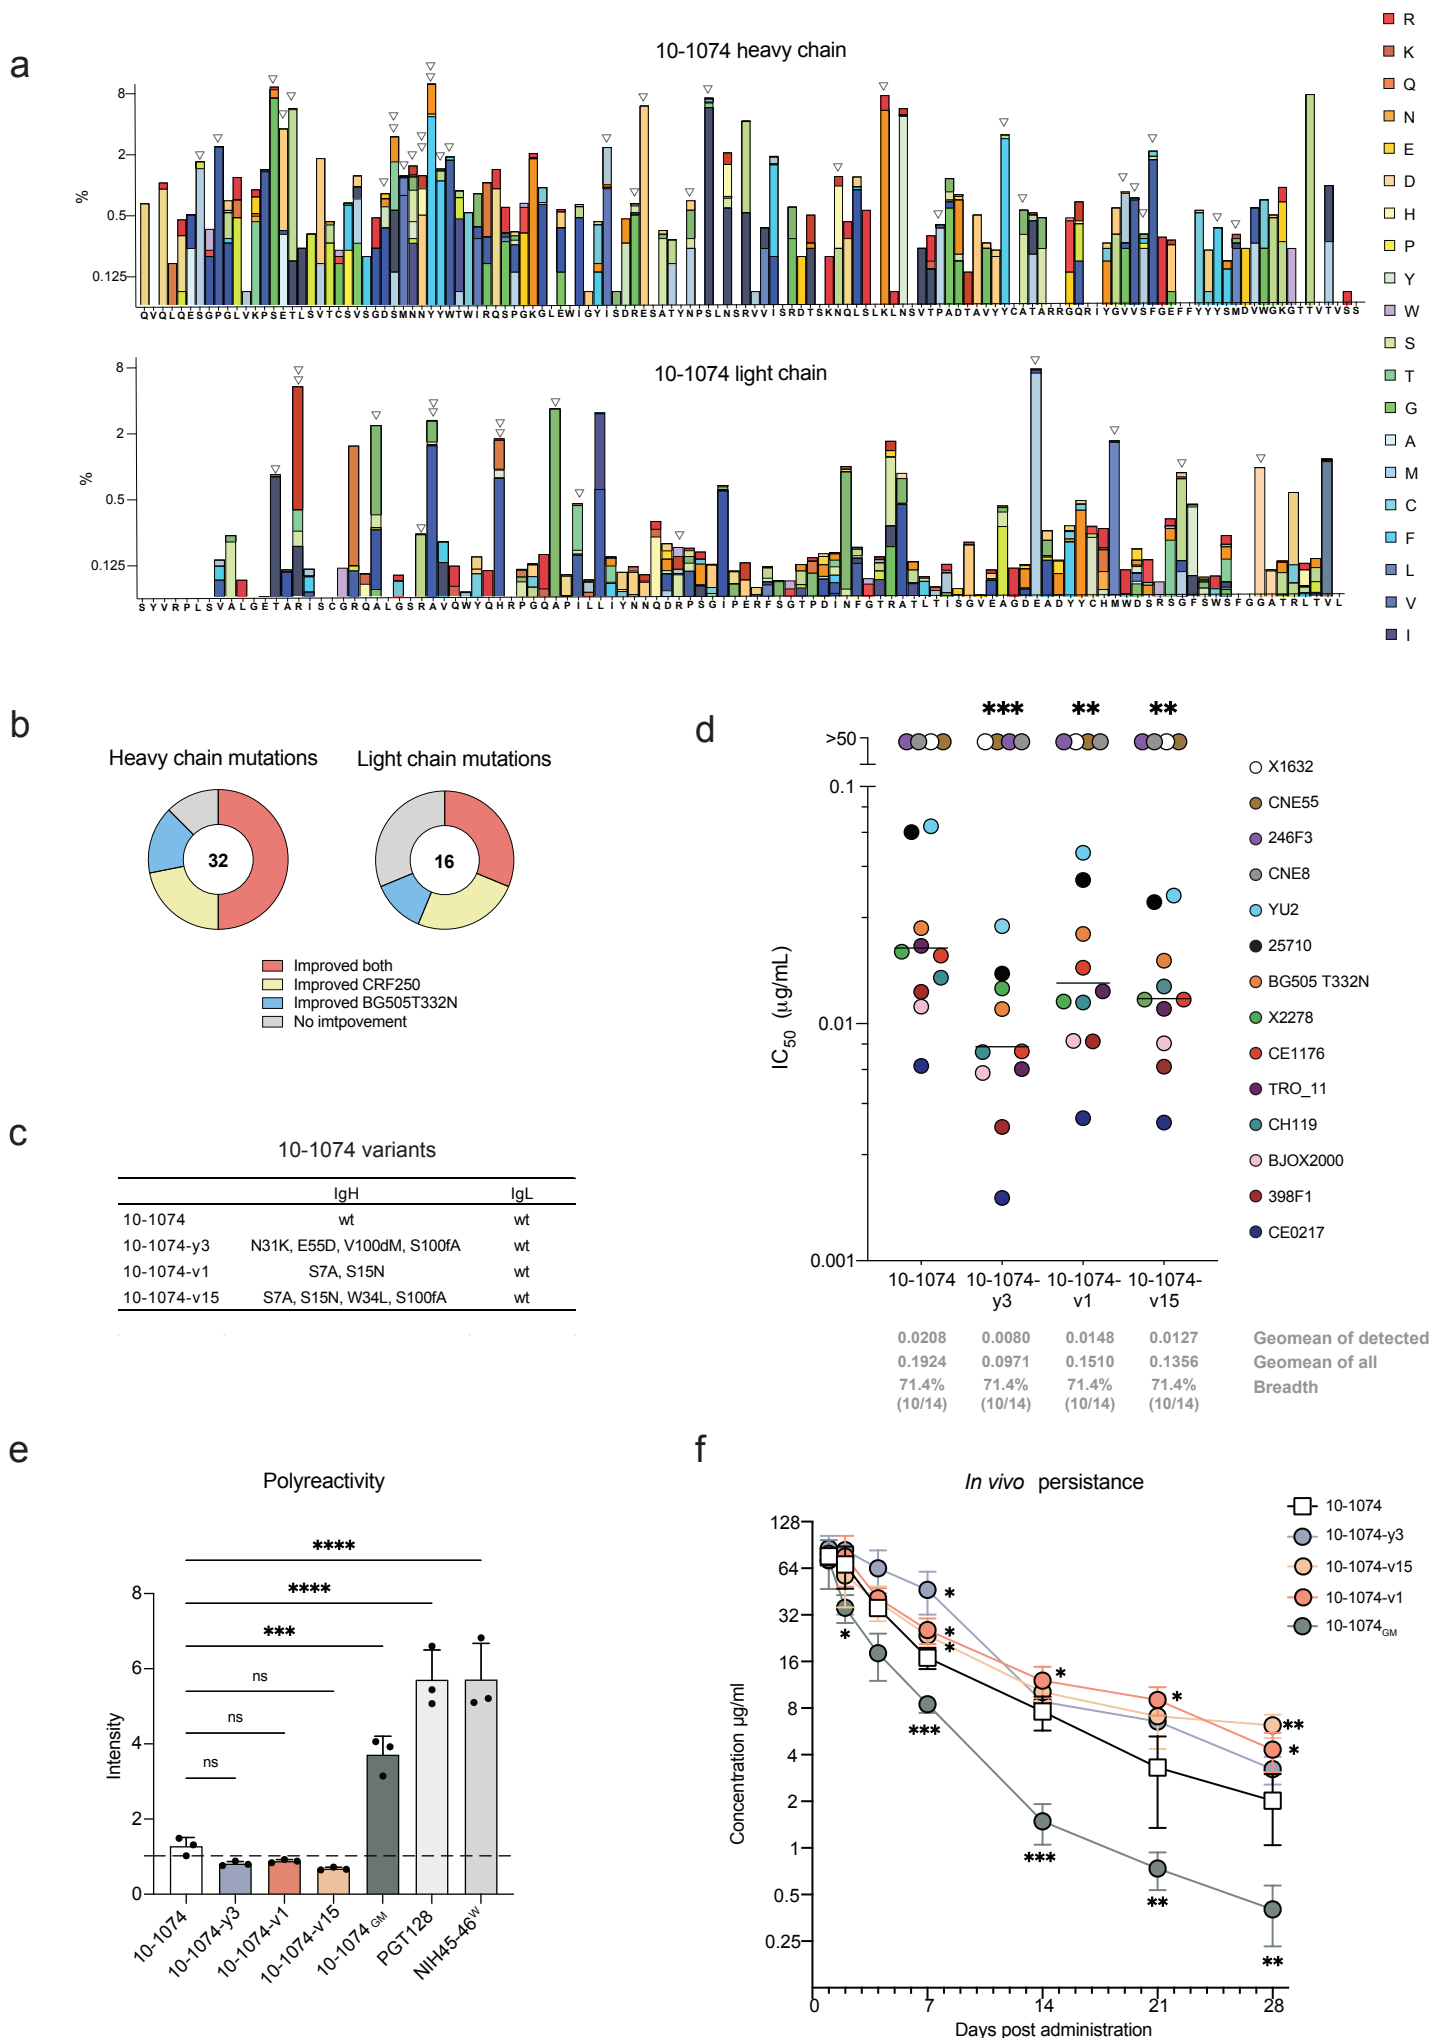 a
10-1074 heavy chain
8
2
0.5
0.125
%
QVQLQESGPGLVKPSETLSVTCSVSGDSMNNYYWTWIRQSPGKGLEWIGYISDRESATYNPSLNSRVVISRDTSKNQLSLKLNSVTPADTAVYYCATARRGQRIYGVVSFGEFFYYYSMDVWGKGTTVTVSS
10-1074 light chain
8
2
0.5
0.125
%
SYVRPLSVALGETARISCGRQALGSRAVQWYQHRPGQAPILLIYNNQDRPSGIPERFSGTPDINFGTRATLTISGVEAGDEADYYCHMWDSRSGFSWSFGGATRLTVL
R
K
Q
N
E
D
H
P
Y
W
S
T
G
A
M
C
F
L
V
I
b
Heavy chain mutations
Light chain mutations
32
16
Improved both
Improved CRF250
Improved BG505T332N
No imtpovement
c
10-1074 variants
IgH IgL
10-1074 wt wt
10-1074-y3 N31K, E55D, V100dM, S100fA wt
10-1074-v1 S7A, S15N wt
10-1074-v15 S7A, S15N, W34L, S100fA wt
d
*** ** **
>50
0.1
0.01
0.001
IC50 (µg/mL)
10-1074 10-1074-y3 10-1074-v1 10-1074-v15
0.0208 0.0080 0.0148 0.0127 Geomean of detected
0.1924 0.0971 0.1510 0.1356 Geomean of all
71.4% 71.4% 71.4% 71.4% Breadth
(10/14) (10/14) (10/14) (10/14)
X1632
CNE55
246F3
CNE8
YU2
25710
BG505 T332N
X2278
CE1176
TRO_11
CH119
BJOX2000
398F1
CE0217
e
Polyreactivity
****
****
***
ns
ns
ns
8
6
4
2
0
Intensity
10-1074
10-1074-y3
10-1074-v1
10-1074-v15
10-1074 GM
PGT128
NIH45-46W
f
In vivo persistance
10-1074
10-1074-y3
10-1074-v15
10-1074-v1
10-1074GM
128
64
32
16
8
4
2
1
0.5
0.25
Concentration µg/ml
*
*
*
*
***
*
***
*
**
**
*
**
0 7 14 21 28
Days post administration